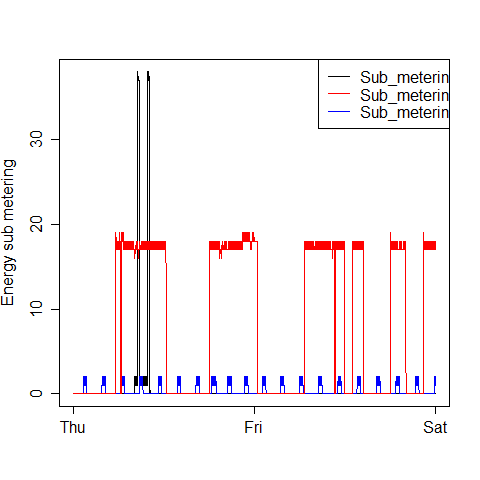 Sub_meterin
Sub_meterin
Sub_meterin
Energy sub metering
30
20
10
0
Thu Fri Sat